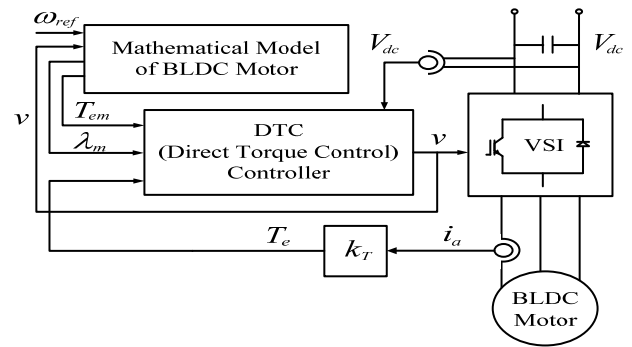 ω_ref
Mathematical Model
of BLDC Motor
V_dc
V_dc
v
T_em
λ_m
DTC
(Direct Torque Control)
Controller
v
VSI
T_e
k_T
i_a
BLDC
Motor